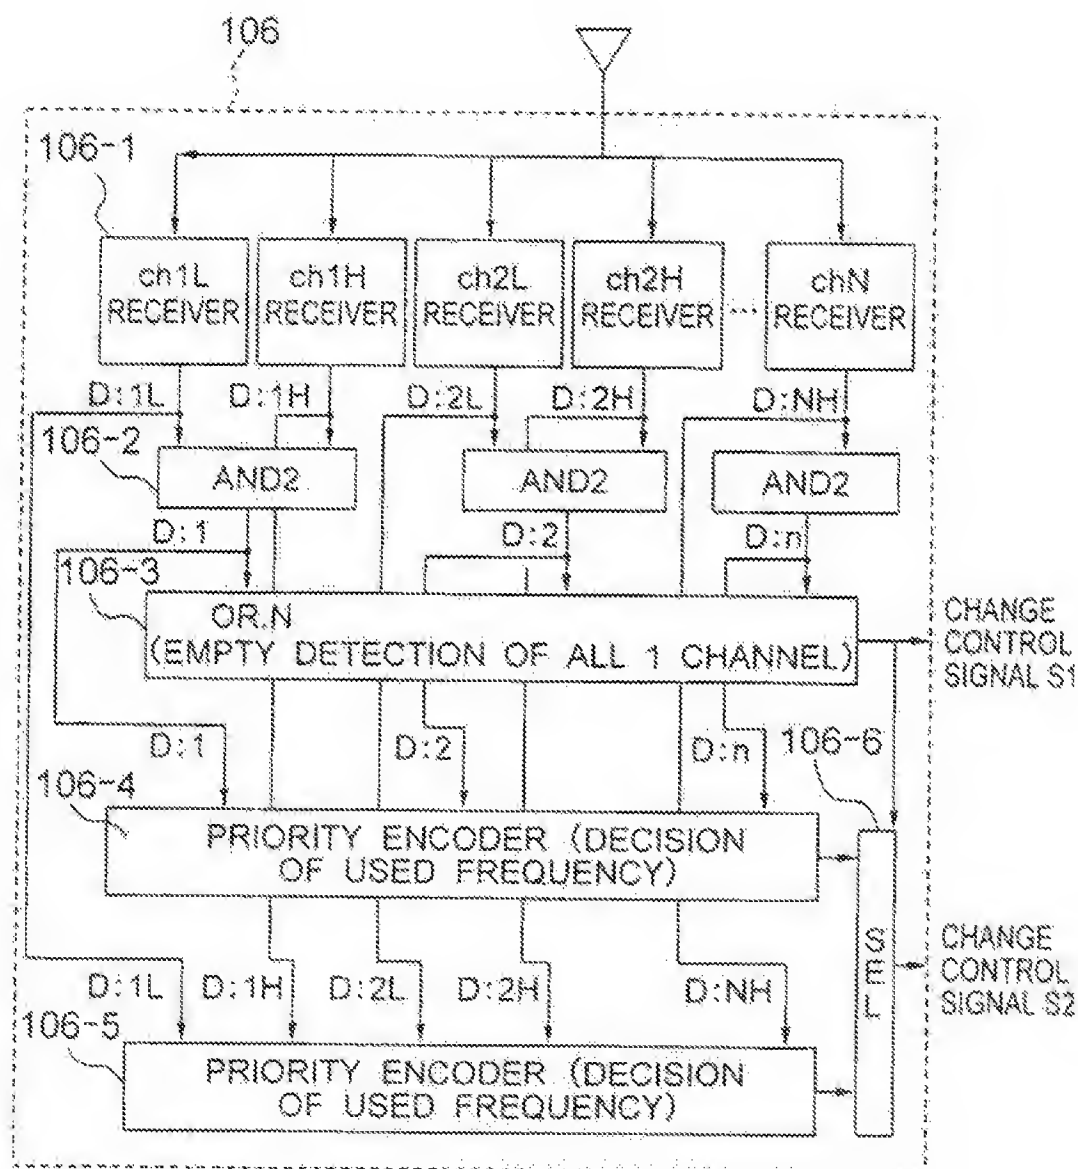 106
106-1
ch1L
RECEIVER
ch1H
RECEIVER
ch2L
RECEIVER
ch2H
RECEIVER
chN
RECEIVER
D:1L
D:1H
D:2L
D:2H
D:NH
106-2
AND2
AND2
AND2
D:1
D:2
D:n
106-3
OR.N
(EMPTY DETECTION OF ALL 1 CHANNEL)
CHANGE
CONTROL
SIGNAL S1
D:1
D:2
D:n
106-6
106-4
PRIORITY ENCODER (DECISION
OF USED FREQUENCY)
SEL
CHANGE
CONTROL
SIGNAL S2
D:1L
D:1H
D:2L
D:2H
D:NH
106-5
PRIORITY ENCODER (DECISION
OF USED FREQUENCY)